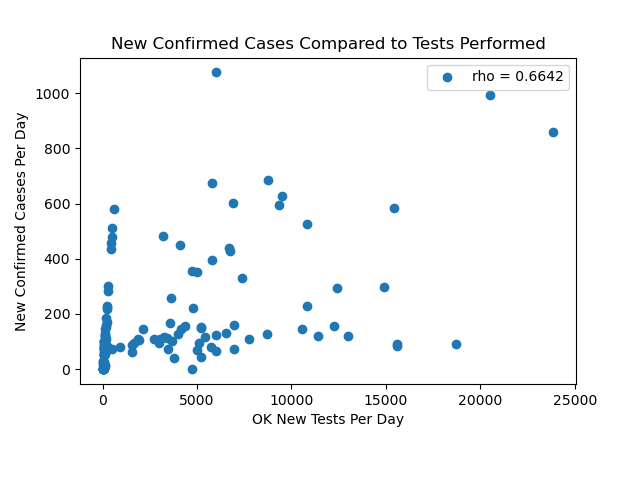 New Confirmed Cases Compared to Tests Performed
rho = 0.6642
New Confirmed Caeses Per Day
1000
800
600
400
200
0
0 5000 10000 15000 20000 25000
OK New Tests Per Day